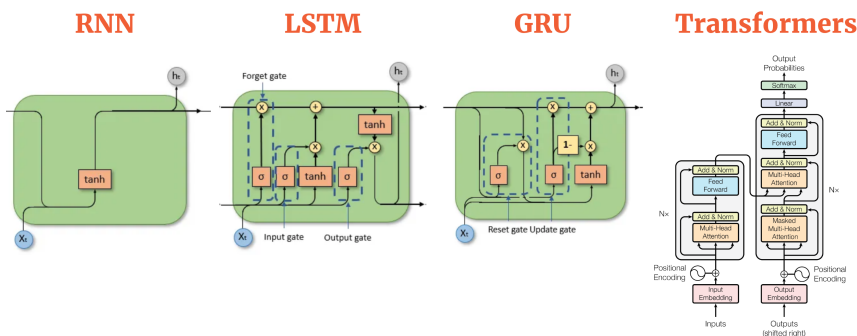 RNN
LSTM
GRU
Transformers
ht
tanh
Xt
Forget gate
ht
x
+
tanh
x
x
σ
σ
tanh
σ
Xt
Input gate
Output gate
ht
x
+
x
1-
x
σ
σ
tanh
Xt
Reset gate
Update gate
Output
Probabilities
Softmax
Linear
Add & Norm
Feed
Forward
Add & Norm
Multi-Head
Attention
Add & Norm
Feed
Forward
Nx
Nx
Add & Norm
Multi-Head
Attention
Add & Norm
Masked
Multi-Head
Attention
Positional
Encoding
Positional
Encoding
Input
Embedding
Output
Embedding
Inputs
Outputs
(shifted right)